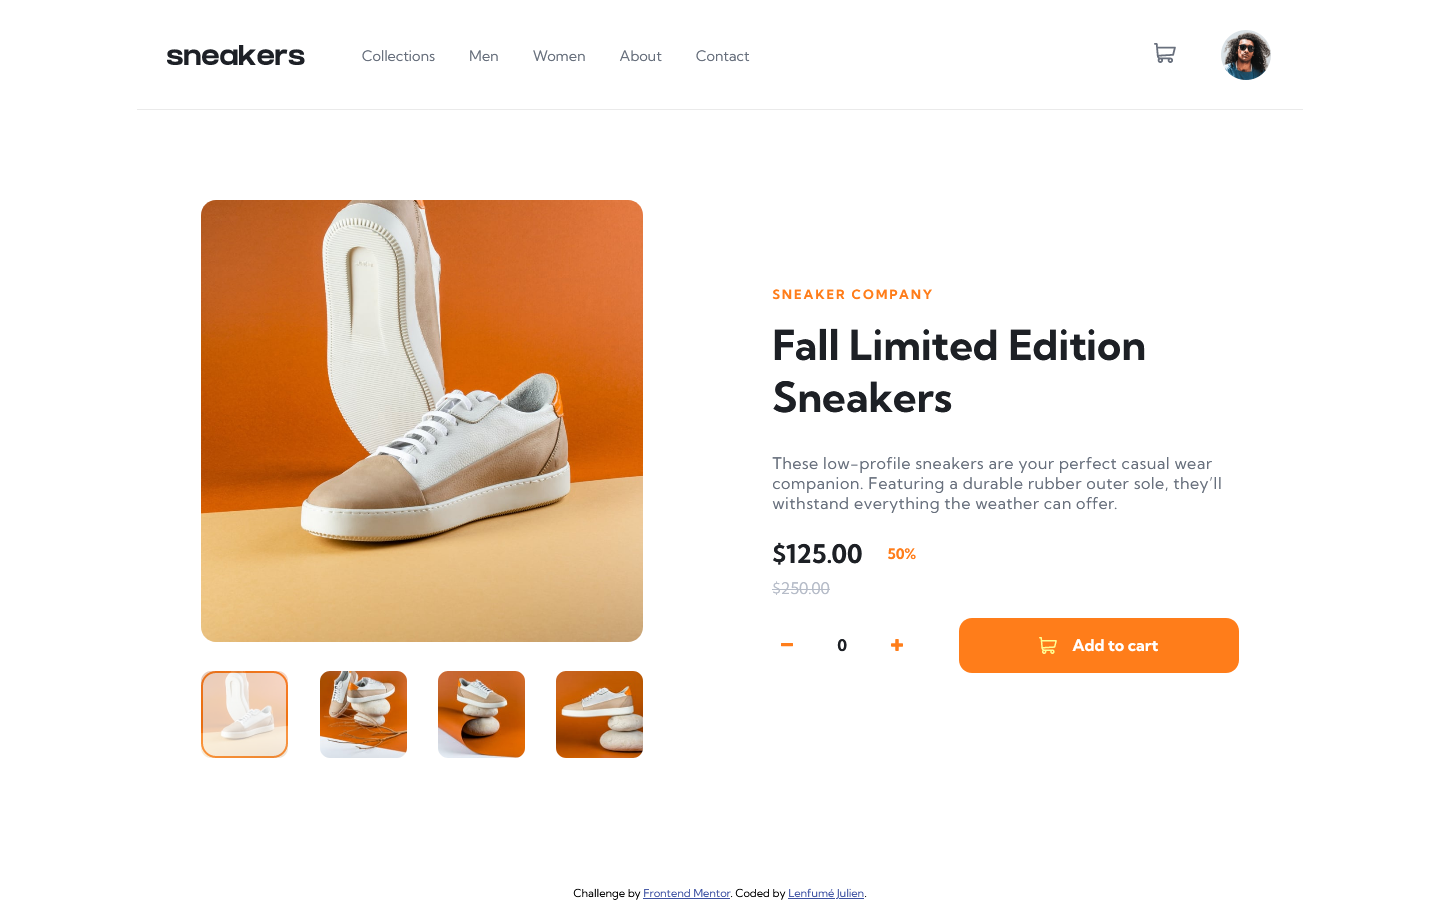 sneakers
Collections Men Women About Contact
SNEAKER COMPANY
Fall Limited Edition
Sneakers
These low-profile sneakers are your perfect casual wear
companion. Featuring a durable rubber outer sole, they’ll
withstand everything the weather can offer.
$125.00 50%
$250.00
0
Add to cart
Challenge by Frontend Mentor. Coded by Lenfumé Julien.